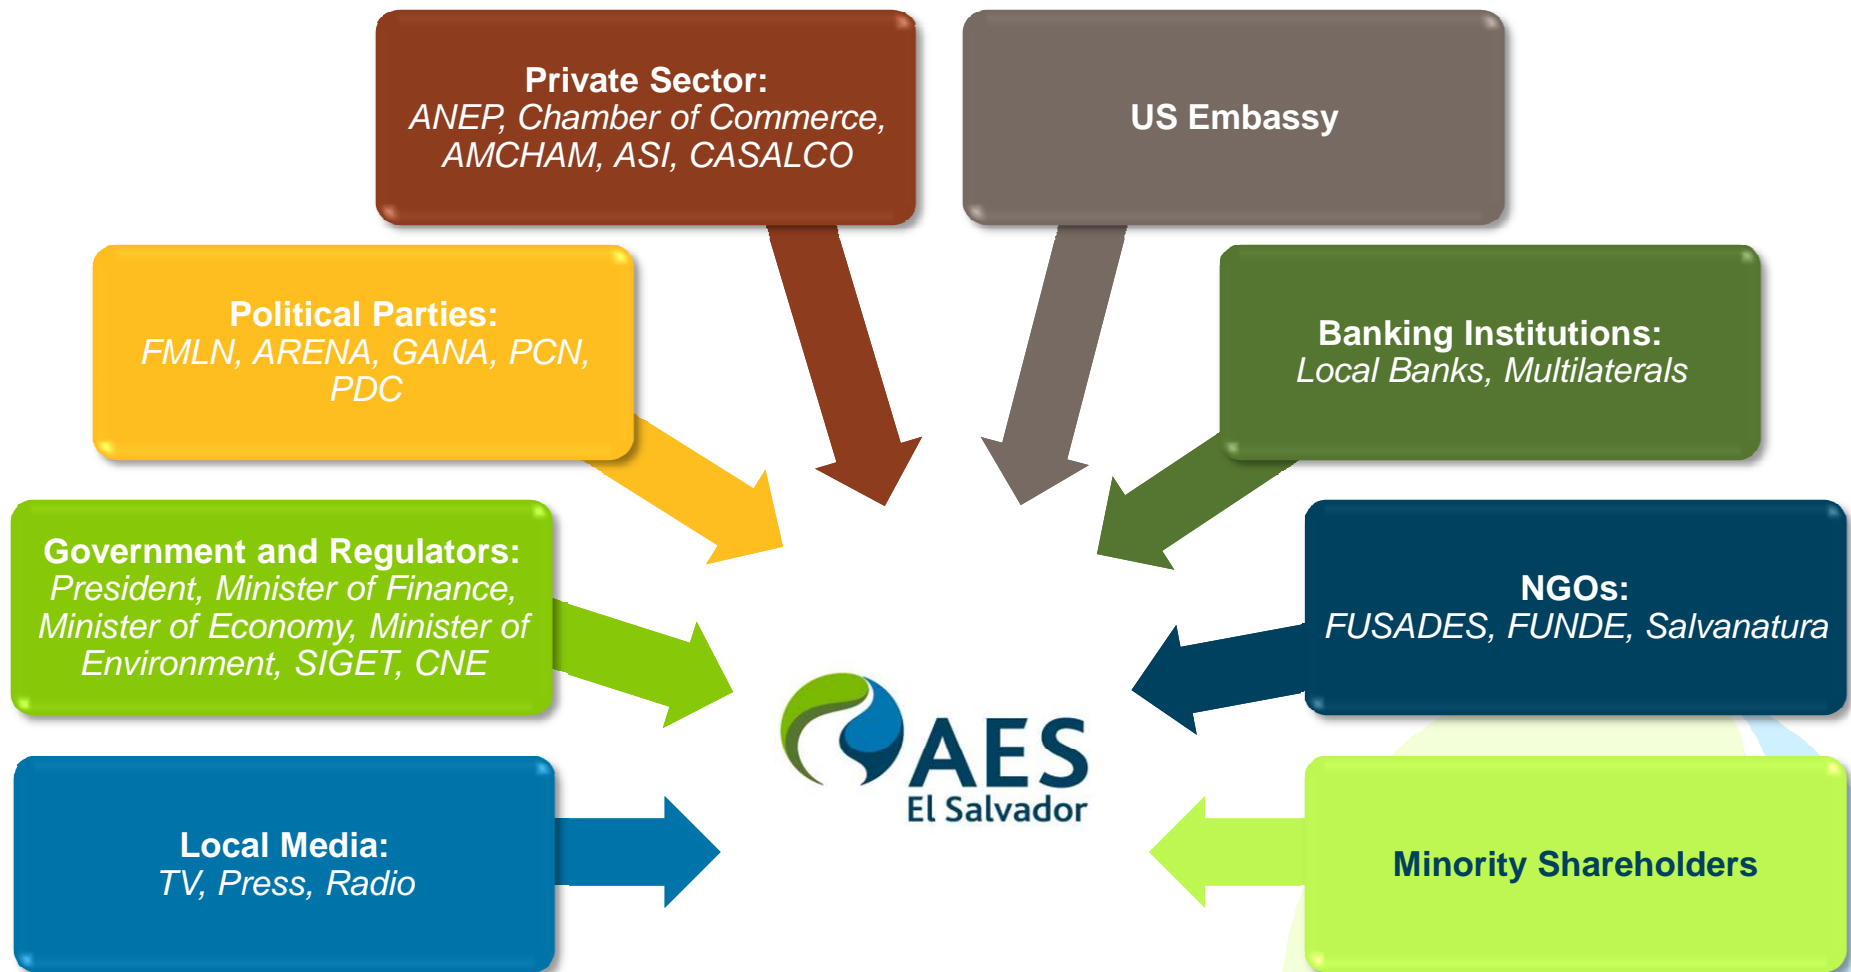 Private Sector:
ANEP, Chamber of Commerce,
AMCHAM, ASI, CASALCO
US Embassy
Political Parties:
FMLN, ARENA, GANA, PCN,
PDC
Banking Institutions:
Local Banks, Multilaterals
Government and Regulators:
President, Minister of Finance,
Minister of Economy, Minister of
Environment, SIGET, CNE
NGOs:
FUSADES, FUNDE, Salvanatura
AES
El Salvador
Local Media:
TV, Press, Radio
Minority Shareholders